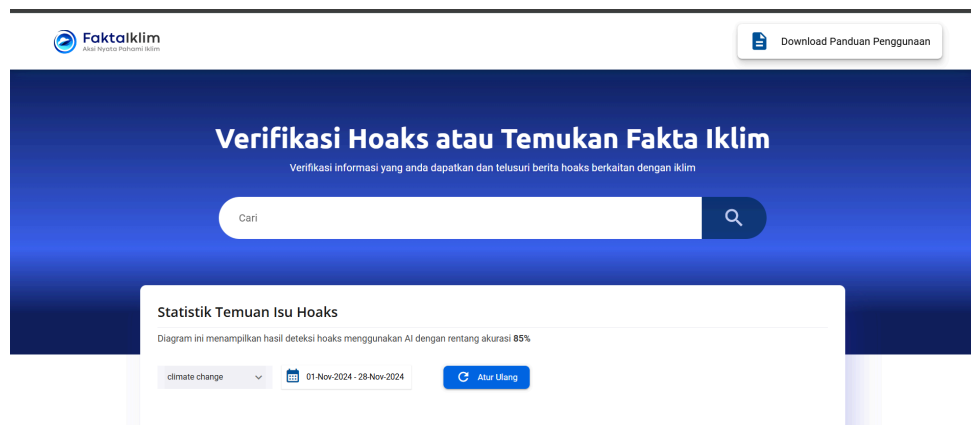 FaktaIklim
Aksi Nyata Pahami Iklim
Download Panduan Penggunaan
Verifikasi Hoaks atau Temukan Fakta Iklim
Verifikasi informasi yang anda dapatkan dan telusuri berita hoaks berkaitan dengan iklim
Cari
Statistik Temuan Isu Hoaks
Diagram ini menampilkan hasil deteksi hoaks menggunakan AI dengan rentang akurasi 85%
climate change
01-Nov-2024 - 28-Nov-2024
Atur Ulang